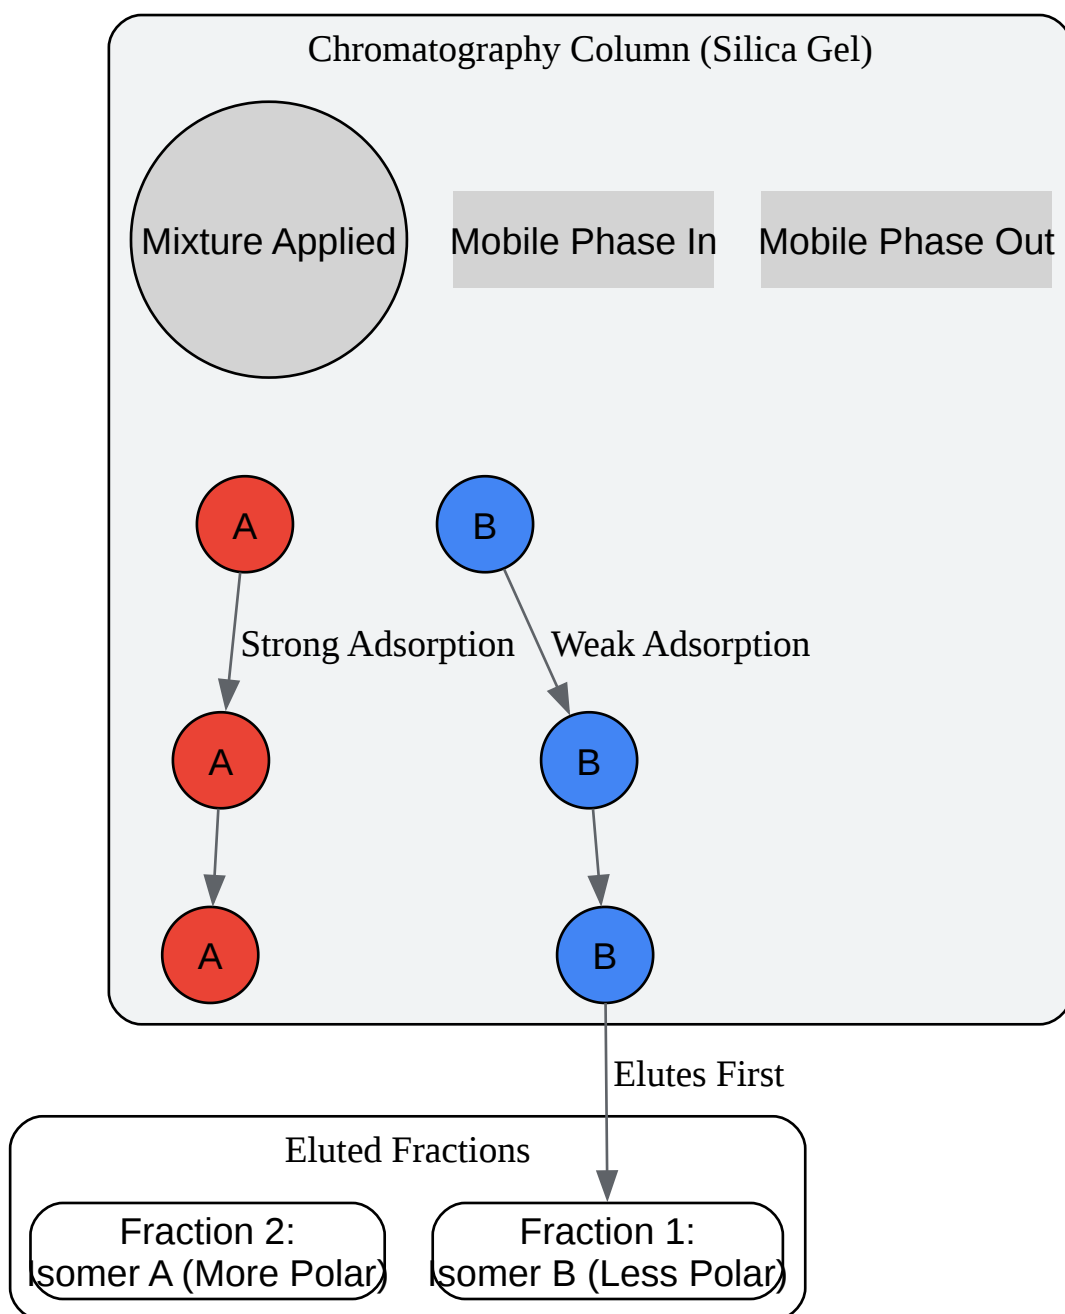 Chromatography Column (Silica Gel)
Mixture Applied
Mobile Phase In
Mobile Phase Out
A
B
Strong Adsorption
Weak Adsorption
A
B
A
B
Elutes First
Eluted Fractions
Fraction 2:
Isomer A (More Polar)
Fraction 1:
Isomer B (Less Polar)